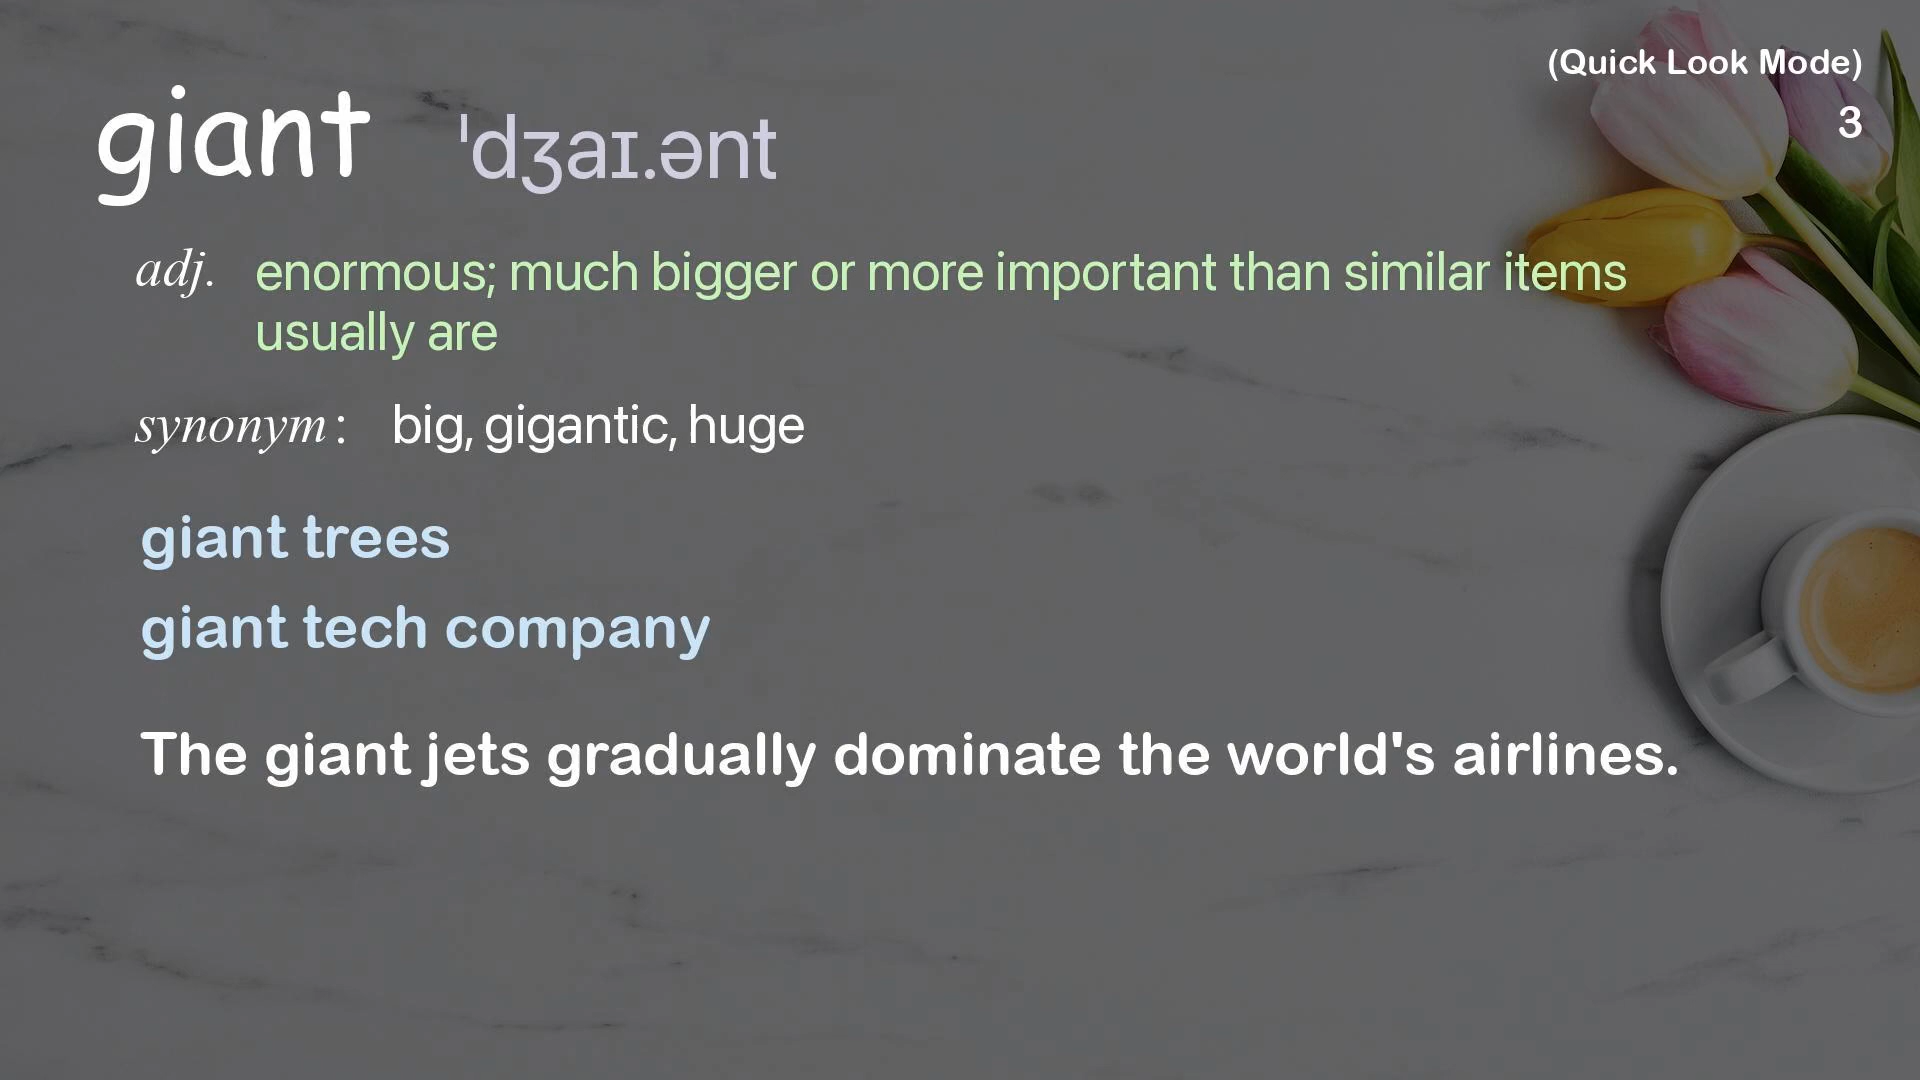 (Quick Look Mode)
giant ˈdʒaɪ.ənt
3
adj. enormous; much bigger or more important than similar items
usually are
synonym: big, gigantic, huge
giant trees
giant tech company
The giant jets gradually dominate the world's airlines.